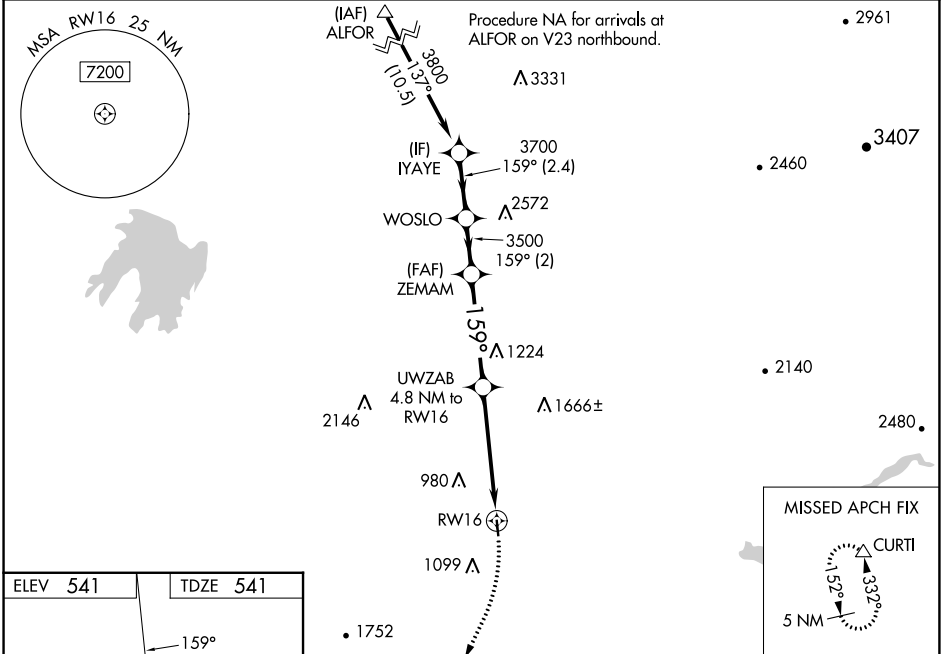 MSA RW16 25 NM
7200
(IAF)
ALFOR
Procedure NA for arrivals at
ALFOR on V23 northbound.
2961
3800
137°
(10.5)
3331
3407
(IF)
IYAYE
3700
159° (2.4)
2460
WOSLO
2572
3500
159° (2)
(FAF)
ZEMAM
159°
1224
2140
UWZAB
4.8 NM to
RW16
2146
1666±
2480
980
RW16
1099
MISSED APCH FIX
CURTI
152°
332°
5 NM
ELEV 541
TDZE 541
159°
1752